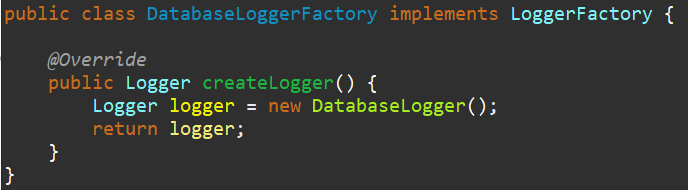 public class DatabaseLoggerFactory implements LoggerFactory {
@Override
public Logger createLogger() {
Logger logger = new DatabaseLogger();
return logger;
}
}